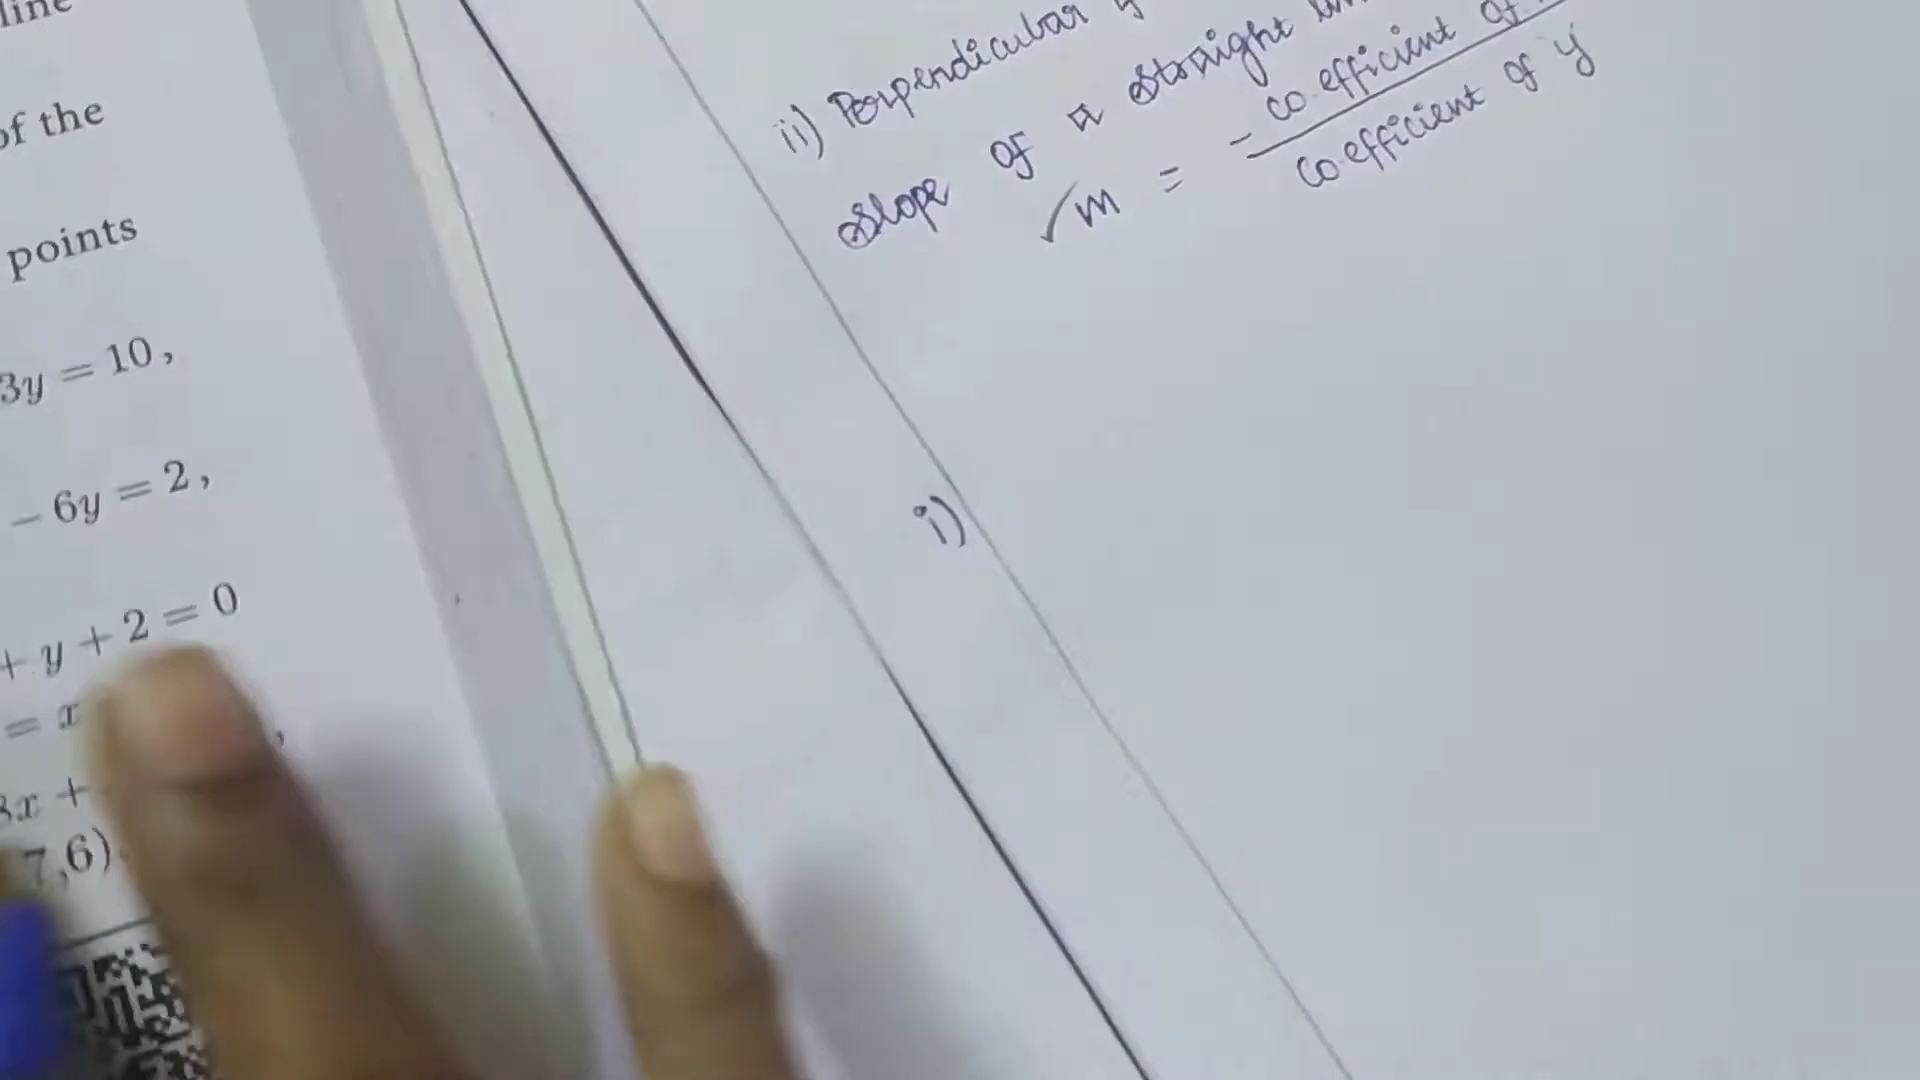 line
of the
points
3y = 10,
- 6y = 2,
+ y + 2 = 0
= x
3x +
7,6)
ii) Perpendicular
Slope of a straight
✓ m = - co.efficient of
co.efficient of y
i)